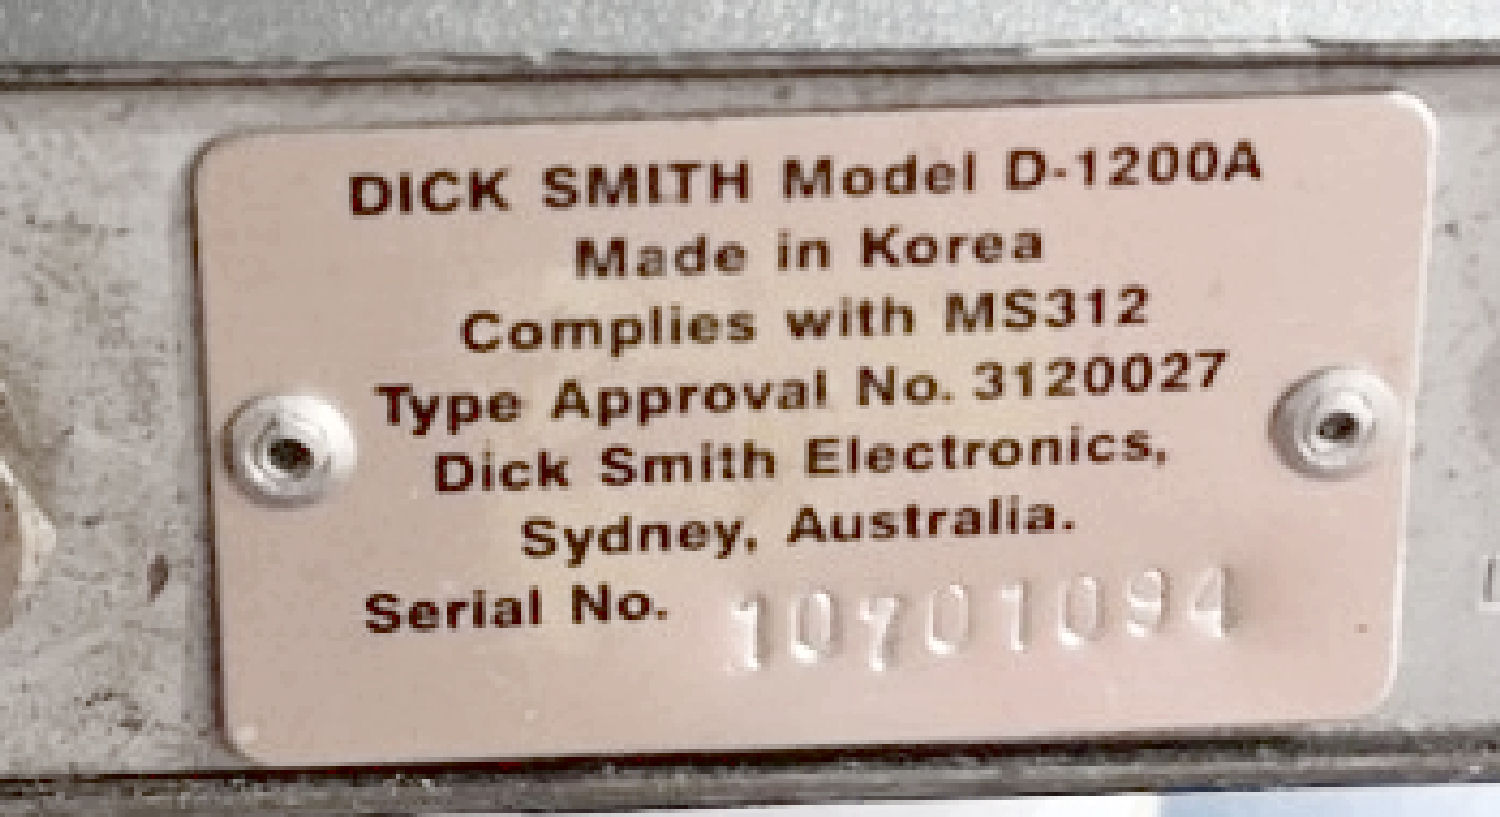 DICK SMITH Model D-1200A
Made in Korea
Complies with MS312
Type Approval No. 3120027
Dick Smith Electronics,
Sydney, Australia.
Serial No. 10701094